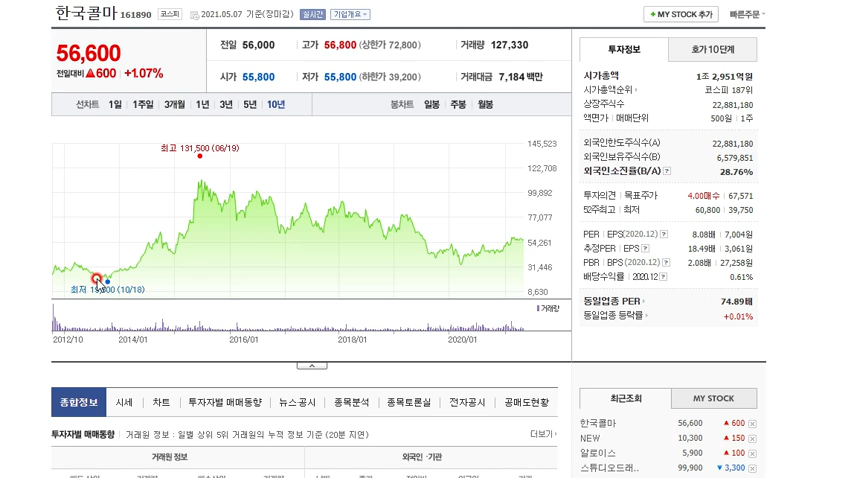 한국콜마 161890 코스피 2021.05.07 기준(장마감) 실시간 기업개요
MY STOCK 추가 빠른주문
56,600
전일대비 ▲600 +1.07%
전일 56,000 고가 56,800 (상한가 72,800) 거래량 127,330
시가 55,800 저가 55,800 (하한가 39,200) 거래대금 7,184 백만
선차트 1일 1주일 3개월 1년 3년 5년 10년 봉차트 일봉 주봉 월봉
최고 131,500 (06/19)
145,523
122,708
99,892
77,077
54,261
31,446
8,630
(10/18)
거래량
2012/10 2014/01 2016/01 2018/01 2020/01
투자정보 호가 10단계
시가총액 1조 2,951 억원
시가총액순위 코스피 187위
상장주식수 22,881,180
액면가 매매단위 500원 1주
외국인한도주식수(A) 22,881,180
외국인보유주식수(B) 6,579,851
외국인소진율(B/A) 28.76%
투자의견 목표주가 4.00매수 67,571
52주최고 최저 60,800 39,750
PER EPS(2020.12) 8.08배 7,004원
추정PER EPS 18.49배 3,061원
PBR BPS (2020.12) 2.08배 27,258원
배당수익률 2020.12 0.61%
동일업종 PER 74.89배
동일업종 등락률 +0.01%
종합정보 시세 차트 투자자별 매매동향 뉴스·공시 종목분석 종목토론실 전자공시 공매도현황
투자자별 매매동향 거래원 정보 : 일별 상위 5위 거래원의 누적 정보 기준 (20분 지연) 더보기
거래원 정보 외국인·기관
최근조회 MY STOCK
한국콜마 56,600 ▲ 600
NEW 10,300 ▲ 150
알로이스 5,900 ▲ 100
스튜디오드래.. 99,900 ▼ 3,300